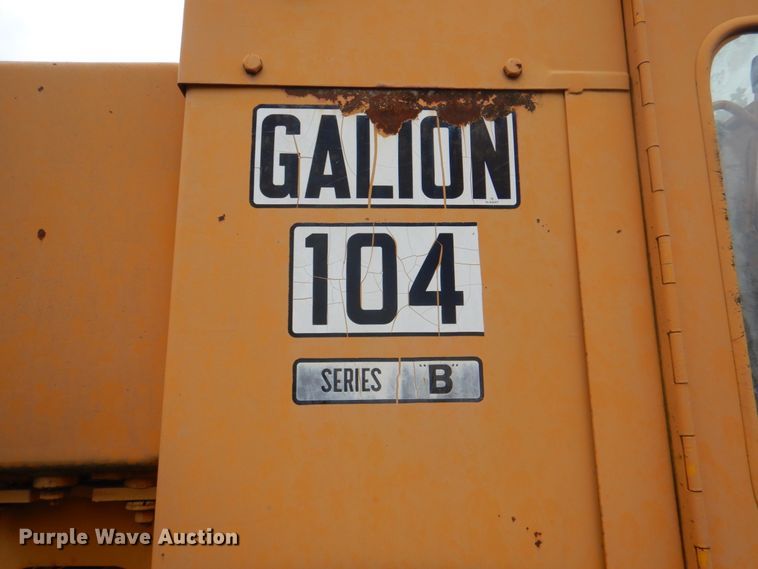 GALION
104
SERIES "B"
Purple Wave Auction